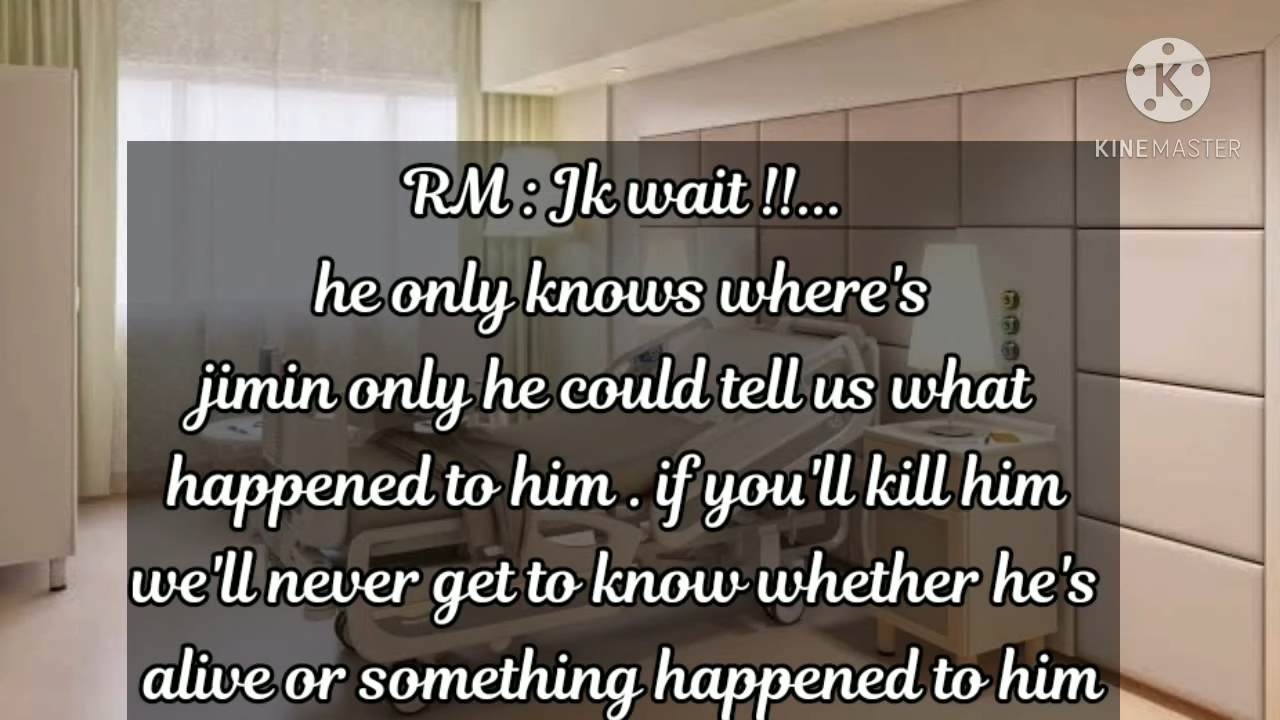 KINEMASTER
RM : Jk wait !!...
he only knows where's
jimin only he could tell us what
happened to him . if you'll kill him
we'll never get to know whether he's
alive or something happened to him